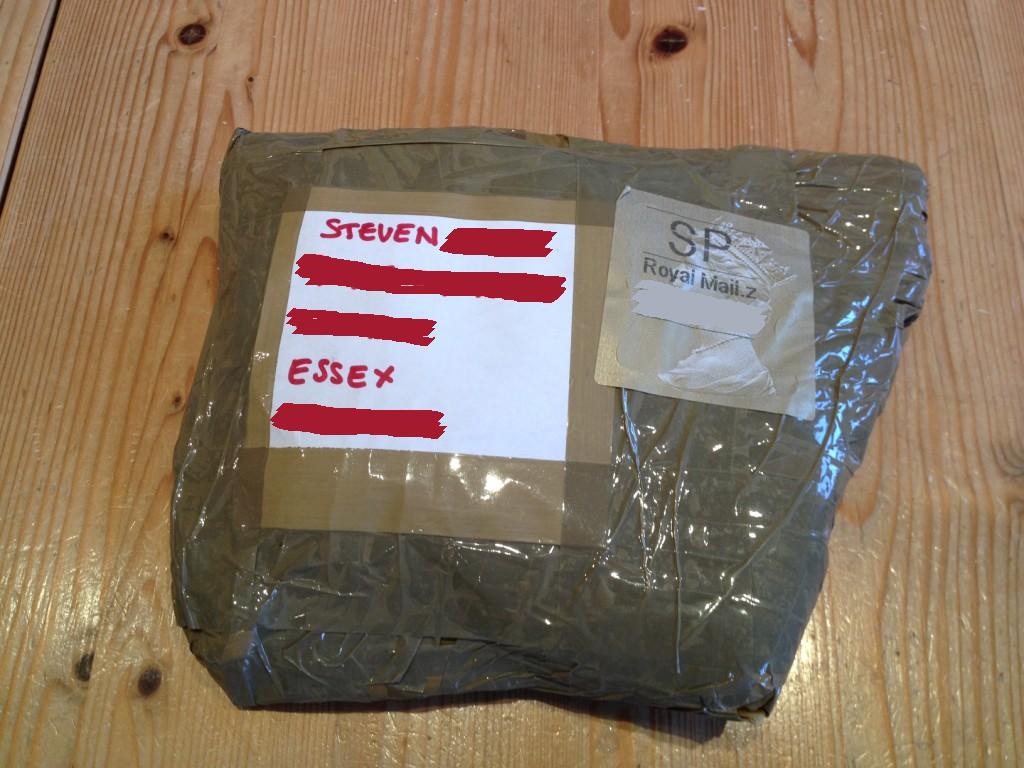 STEVEN
ESSEX
SP
Royal Mail.z